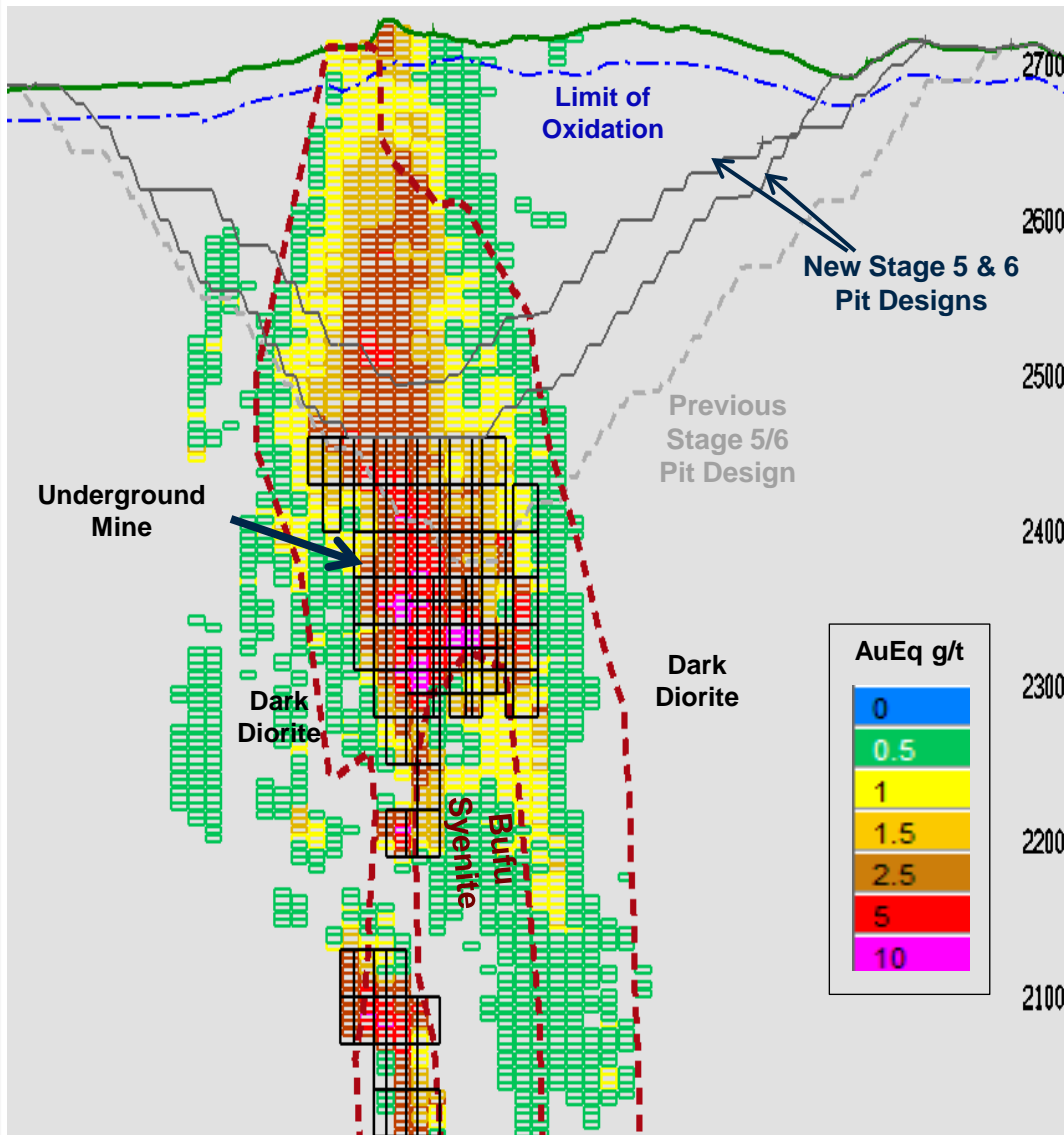 2700
Limit of
Oxidation
2600
New Stage 5 & 6
Pit Designs
2500
Previous
Stage 5/6
Pit Design
Underground
Mine
2400
AuEq g/t
0
0.5
1
1.5
2.5
5
10
2300
Dark
Diorite
Dark
Diorite
Syenite
Bufu
2200
2100